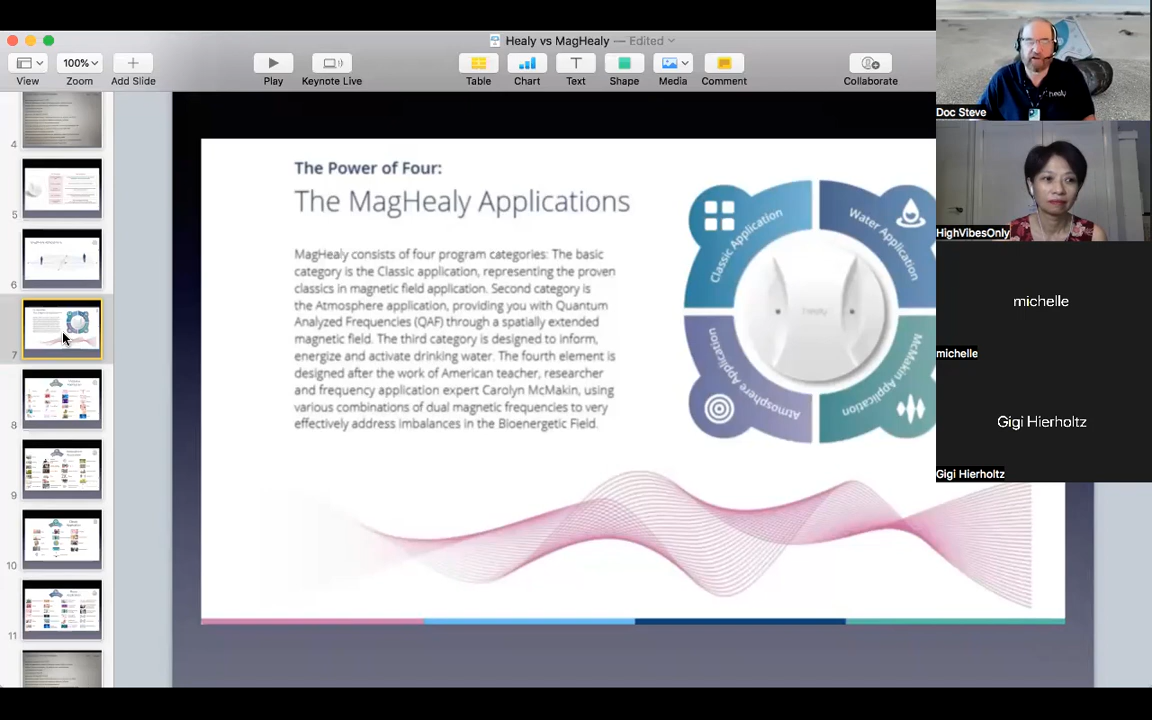 Healy vs MagHealy — Edited
100%
View
Zoom
Add Slide
Play
Keynote Live
Table
Chart
Text
Shape
Media
Comment
Collaborate
4
5
6
7
8
9
10
11
The Power of Four:
The MagHealy Applications
MagHealy consists of four program categories: The basic
category is the Classic application, representing the proven
classics in magnetic field application. Second category is
the Atmosphere application, providing you with Quantum
Analyzed Frequencies (QAF) through a spatially extended
magnetic field. The third category is designed to inform,
energize and activate drinking water. The fourth element is
designed after the work of American teacher, researcher
and frequency application expert Carolyn McMakin, using
various combinations of dual magnetic frequencies to very
effectively address imbalances in the Bioenergetic Field.
Classic Application
Water Application
Atmosphere Application
McMakin Application
healy
healy
Doc Steve
HighVibesOnly
michelle
michelle
Gigi Hierholtz
Gigi Hierholtz